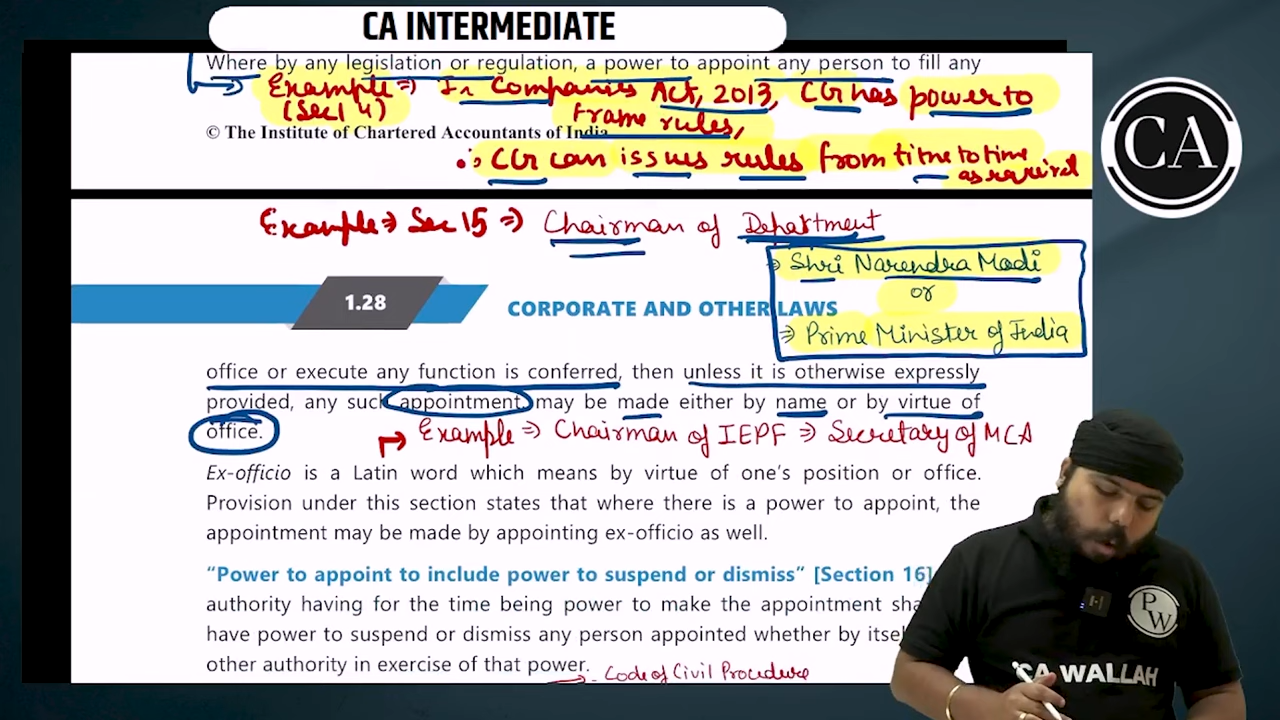 CA INTERMEDIATE
Where by any legislation or regulation, a power to appoint any person to fill any
Example ⇒ In Companies Act, 2013, CG has power to
(Sec 14) frame rules,
© The Institute of Chartered Accountants of India
∴ CG can issues rules from time to time
as required
CA
Example ⇒ Sec 15 ⇒ Chairman of Department
⇒ Shri Narendra Modi
or
⇒ Prime Minister of India
1.28 CORPORATE AND OTHER LAWS
office or execute any function is conferred, then unless it is otherwise expressly
provided, any such appointment, may be made either by name or by virtue of
office.
Example ⇒ Chairman of IEPF ⇒ Secretary of MCA
Ex-officio is a Latin word which means by virtue of one's position or office.
Provision under this section states that where there is a power to appoint, the
appointment may be made by appointing ex-officio as well.
"Power to appoint to include power to suspend or dismiss" [Section 16]
authority having for the time being power to make the appointment sha
have power to suspend or dismiss any person appointed whether by itsel
other authority in exercise of that power.
Code of Civil Procedure
PW
CA WALLAH